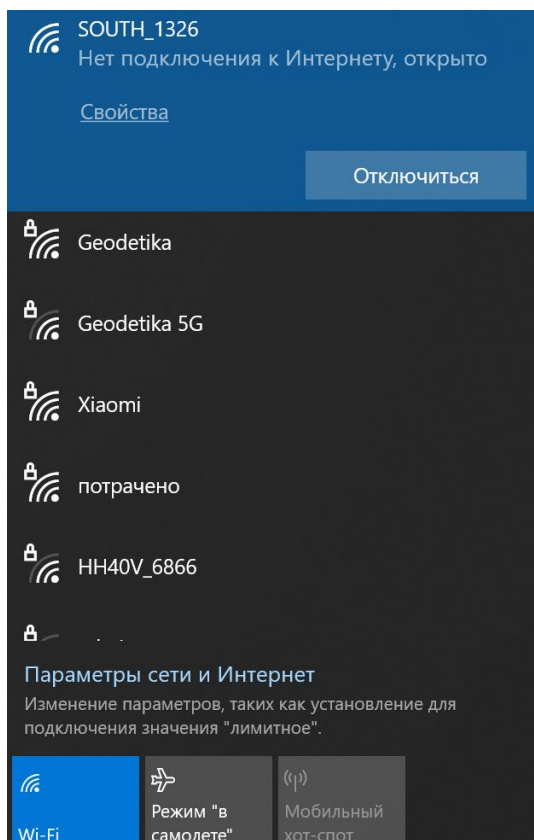 SOUTH_1326
Нет подключения к Интернету, открыто
Свойства
Отключиться
Geodetika
Geodetika 5G
Xiaomi
потрачено
HH40V_6866
Параметры сети и Интернет
Изменение параметров, таких как установление для
подключения значения "лимитное".
Wi-Fi
Режим "в
самолете"
Мобильный
хот-спот